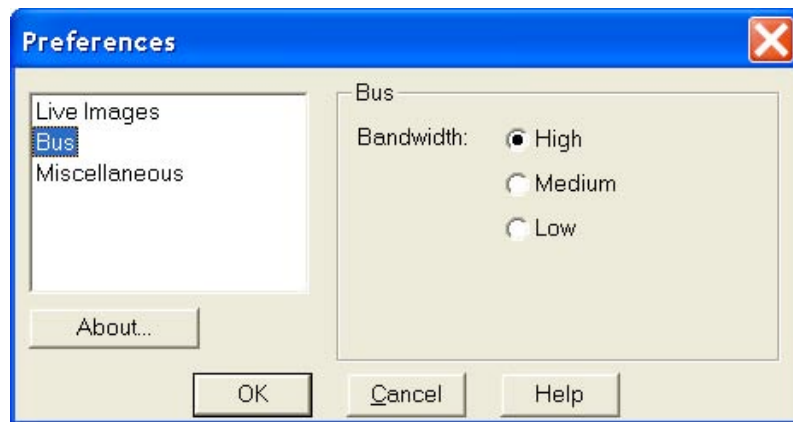 Preferences
Live Images
Bus
Miscellaneous
About...
Bus
Bandwidth:
High
Medium
Low
OK
Cancel
Help